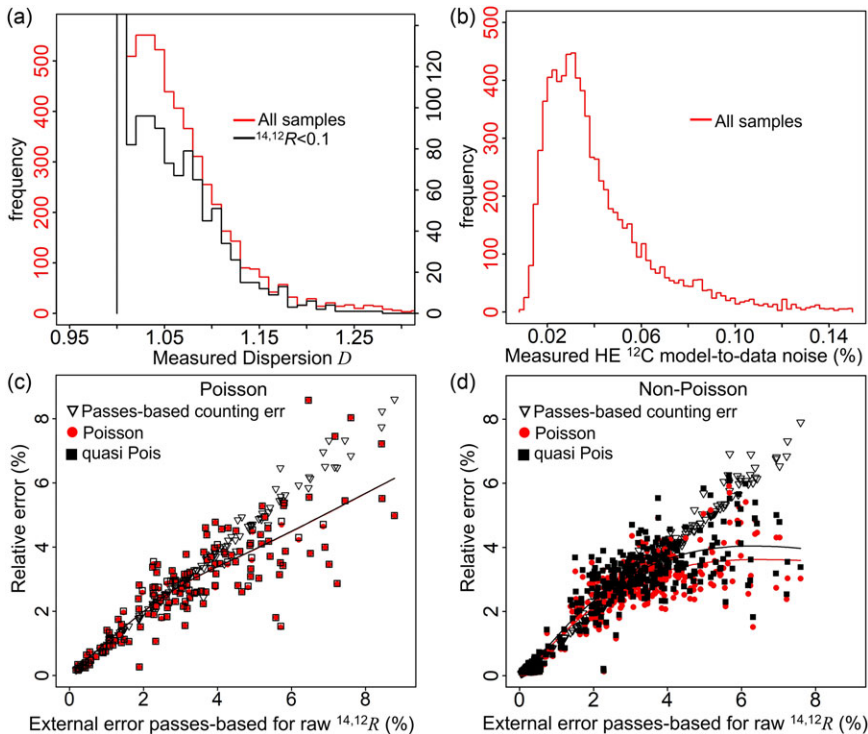 (a)
500
400
300
200
100
0
frequency
All samples
14,12R<0.1
120
100
80
60
40
20
0
0.95 1.05 1.15 1.25
Measured Dispersion D
(b)
500
400
300
200
100
0
frequency
All samples
0.02 0.06 0.10 0.14
Measured HE 12C model-to-data noise (%)
(c)
Poisson
Passes-based counting err
Poisson
quasi Pois
8
6
4
2
0
Relative error (%)
0 2 4 6 8
External error passes-based for raw 14,12R (%)
(d)
Non-Poisson
Passes-based counting err
Poisson
quasi Pois
8
6
4
2
0
Relative error (%)
0 2 4 6 8
External error passes-based for raw 14,12R (%)